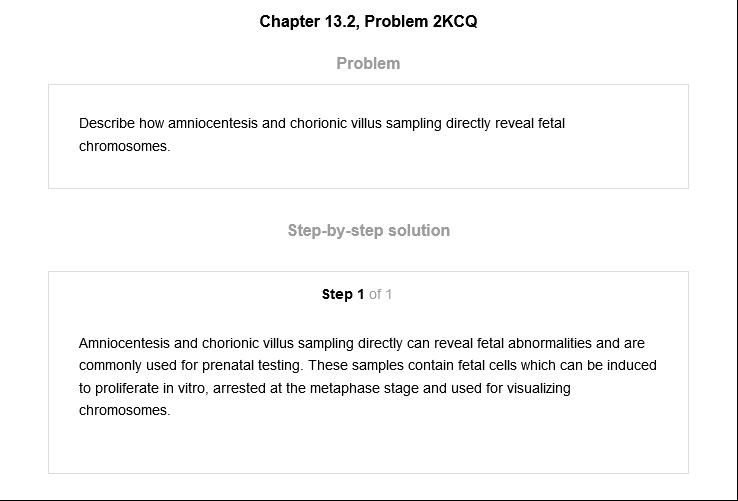 Chapter 13.2, Problem 2KCQ
Problem
Describe how amniocentesis and chorionic villus sampling directly reveal fetal
chromosomes.
Step-by-step solution
Step 1 of 1
Amniocentesis and chorionic villus sampling directly can reveal fetal abnormalities and are
commonly used for prenatal testing. These samples contain fetal cells which can be induced
to proliferate in vitro, arrested at the metaphase stage and used for visualizing
chromosomes.